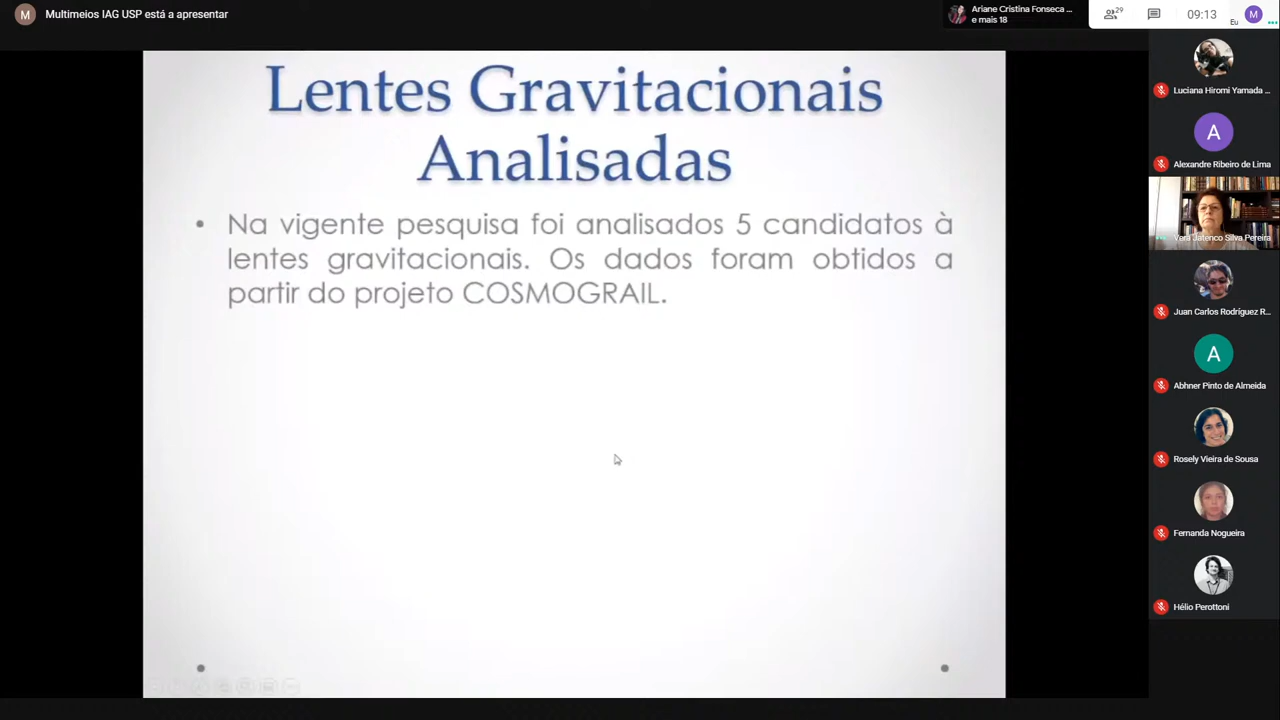 M Multimeios IAG USP está a apresentar
Ariane Cristina Fonseca ...
e mais 18
29
09:13
Eu
M
Lentes Gravitacionais
Analisadas
• Na vigente pesquisa foi analisados 5 candidatos à
lentes gravitacionais. Os dados foram obtidos a
partir do projeto COSMOGRAIL.
Luciana Hiromi Yamada ...
A
Alexandre Ribeiro de Lima
Vera Jatenco Silva Pereira
Juan Carlos Rodríguez R...
A
Abhner Pinto de Almeida
Rosely Vieira de Sousa
Fernanda Nogueira
Hélio Perottoni